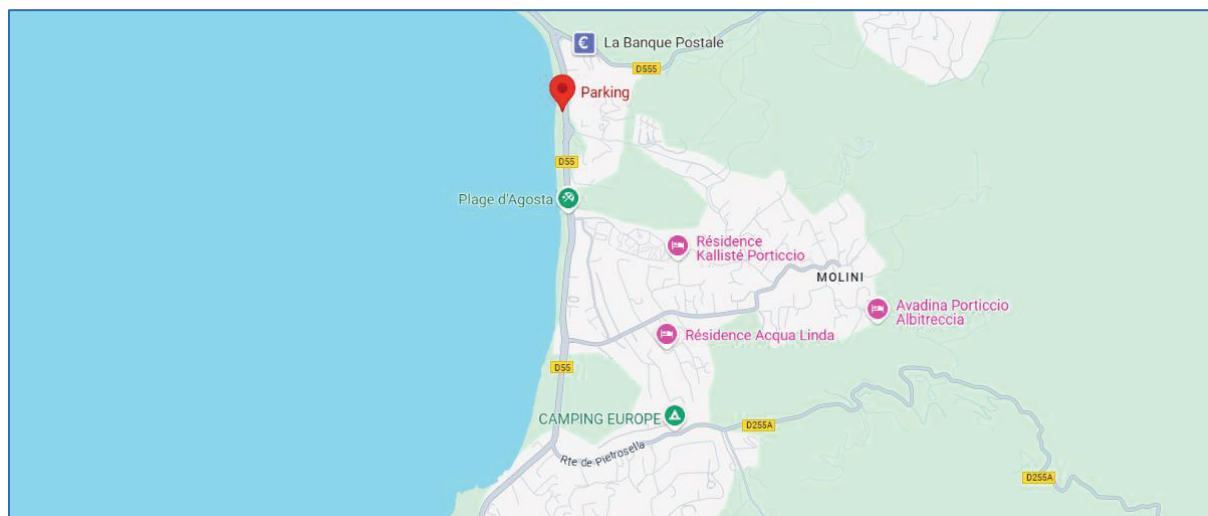 La Banque Postale
D555
Parking
D55
Plage d'Agosta
Résidence
Kallisté Porticcio
MOLINI
Avadina Porticcio
Albitreccia
Résidence Acqua Linda
D55
CAMPING EUROPE
D255A
Rte de Pietrosella
D255A